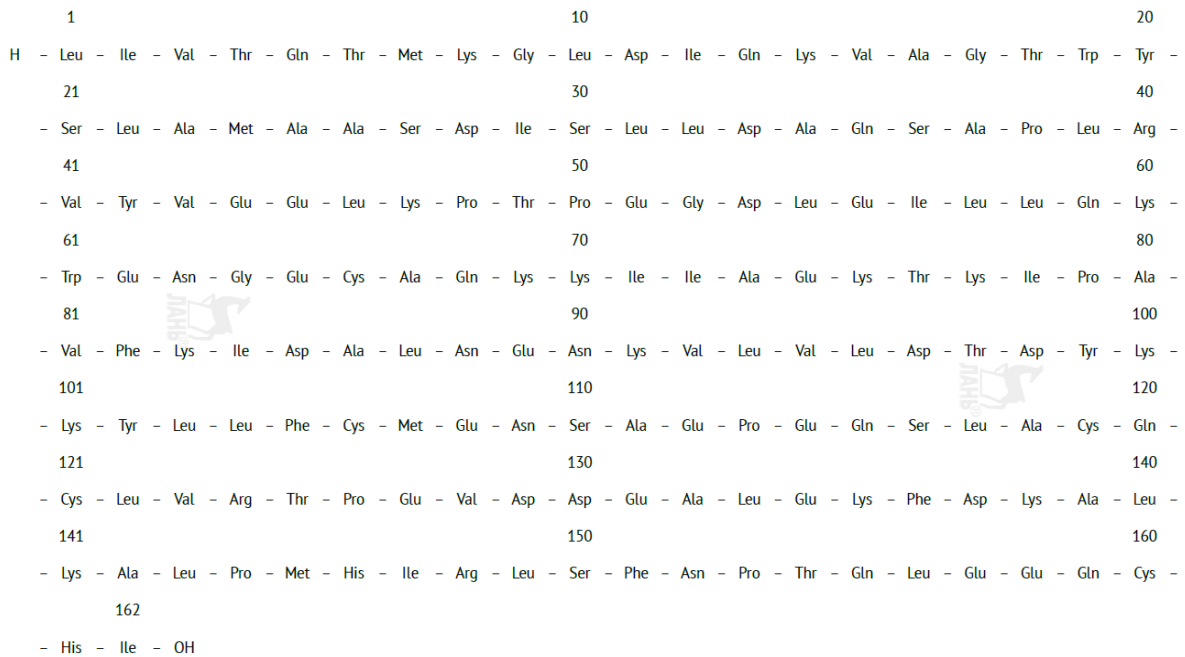 1 10 20
H – Leu – Ile – Val – Thr – Gln – Thr – Met – Lys – Gly – Leu – Asp – Ile – Gln – Lys – Val – Ala – Gly – Thr – Trp – Tyr –
21 30 40
– Ser – Leu – Ala – Met – Ala – Ala – Ser – Asp – Ile – Ser – Leu – Leu – Asp – Ala – Gln – Ser – Ala – Pro – Leu – Arg –
41 50 60
– Val – Tyr – Val – Glu – Glu – Leu – Lys – Pro – Thr – Pro – Glu – Gly – Asp – Leu – Glu – Ile – Leu – Leu – Gln – Lys –
61 70 80
– Trp – Glu – Asn – Gly – Glu – Cys – Ala – Gln – Lys – Lys – Ile – Ile – Ala – Glu – Lys – Thr – Lys – Ile – Pro – Ala –
ЛАНЬ®
81 90 100
– Val – Phe – Lys – Ile – Asp – Ala – Leu – Asn – Glu – Asn – Lys – Val – Leu – Val – Leu – Asp – Thr – Asp – Tyr – Lys –
ЛАНЬ®
101 110 120
– Lys – Tyr – Leu – Leu – Phe – Cys – Met – Glu – Asn – Ser – Ala – Glu – Pro – Glu – Gln – Ser – Leu – Ala – Cys – Gln –
121 130 140
– Cys – Leu – Val – Arg – Thr – Pro – Glu – Val – Asp – Asp – Glu – Ala – Leu – Glu – Lys – Phe – Asp – Lys – Ala – Leu –
141 150 160
– Lys – Ala – Leu – Pro – Met – His – Ile – Arg – Leu – Ser – Phe – Asn – Pro – Thr – Gln – Leu – Glu – Glu – Gln – Cys –
162
– His – Ile – OH